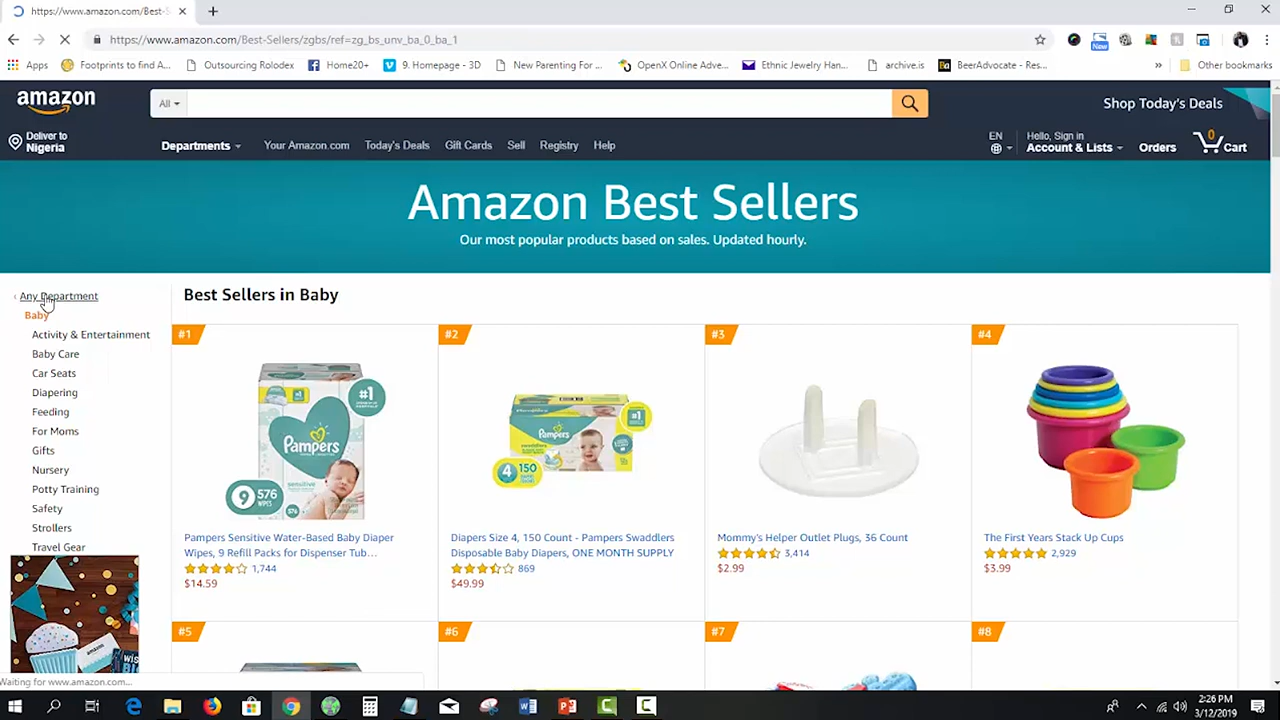 https://www.amazon.com/Best-S
https://www.amazon.com/Best-Sellers/zgbs/ref=zg_bs_unv_ba_0_ba_1
New
Apps
Footprints to find A...
Outsourcing Rolodex
Home20+
9. Homepage - 3D
New Parenting For ...
OpenX Online Adve...
Ethnic Jewelry Han...
archive.is
BeerAdvocate - Res...
»
Other bookmarks
amazon
All
Shop Today's Deals
Deliver to
Nigeria
Departments
Your Amazon.com
Today's Deals
Gift Cards
Sell
Registry
Help
EN
Hello, Sign in
Account & Lists
Orders
0
Cart
Amazon Best Sellers
Our most popular products based on sales. Updated hourly.
‹ Any Department
Baby
Activity & Entertainment
Baby Care
Car Seats
Diapering
Feeding
For Moms
Gifts
Nursery
Potty Training
Safety
Strollers
Travel Gear
amazon
Best Sellers in Baby
#1
#1
Pampers
sensitive
9 576
WIPES
576
Pampers Sensitive Water-Based Baby Diaper
Wipes, 9 Refill Packs for Dispenser Tub...
1,744
$14.59
#2
Pampers
swaddlers
4 150
Diapers Size 4, 150 Count - Pampers Swaddlers
Disposable Baby Diapers, ONE MONTH SUPPLY
869
$49.99
#3
Mommy's Helper Outlet Plugs, 36 Count
3,414
$2.99
#4
The First Years Stack Up Cups
2,929
$3.99
#5
#6
#7
#8
Waiting for www.amazon.com...
2:26 PM
3/12/2019